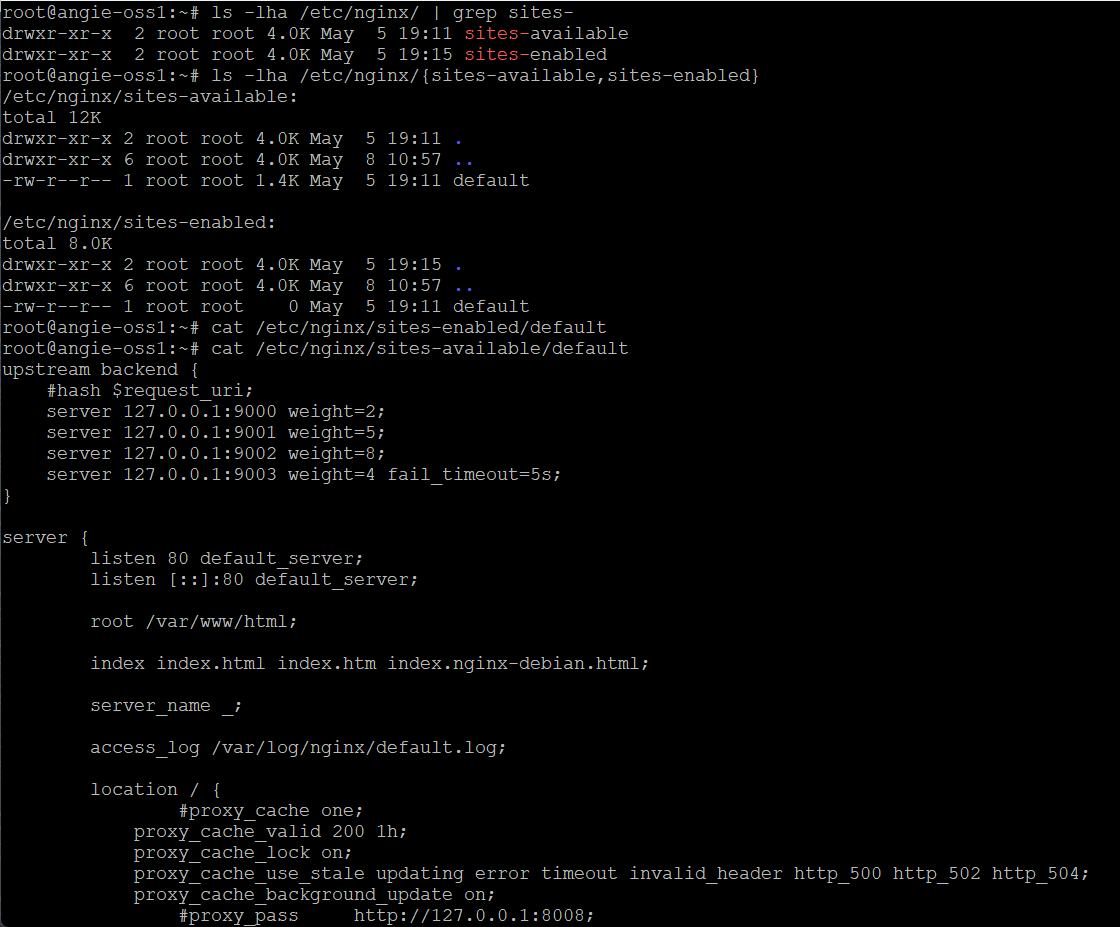 root@angie-oss1:~# ls -lha /etc/nginx/ | grep sites-
drwxr-xr-x  2 root root 4.0K May  5 19:11 sites-available
drwxr-xr-x  2 root root 4.0K May  5 19:15 sites-enabled
root@angie-oss1:~# ls -lha /etc/nginx/{sites-available,sites-enabled}
/etc/nginx/sites-available:
total 12K
drwxr-xr-x 2 root root 4.0K May  5 19:11 .
drwxr-xr-x 6 root root 4.0K May  8 10:57 ..
-rw-r--r-- 1 root root 1.4K May  5 19:11 default

/etc/nginx/sites-enabled:
total 8.0K
drwxr-xr-x 2 root root 4.0K May  5 19:15 .
drwxr-xr-x 6 root root 4.0K May  8 10:57 ..
-rw-r--r-- 1 root root    0 May  5 19:11 default
root@angie-oss1:~# cat /etc/nginx/sites-enabled/default
root@angie-oss1:~# cat /etc/nginx/sites-available/default
upstream backend {
    #hash $request_uri;
    server 127.0.0.1:9000 weight=2;
    server 127.0.0.1:9001 weight=5;
    server 127.0.0.1:9002 weight=8;
    server 127.0.0.1:9003 weight=4 fail_timeout=5s;
}

server {
        listen 80 default_server;
        listen [::]:80 default_server;

        root /var/www/html;

        index index.html index.htm index.nginx-debian.html;

        server_name _;

        access_log /var/log/nginx/default.log;

        location / {
                #proxy_cache one;
            proxy_cache_valid 200 1h;
            proxy_cache_lock on;
            proxy_cache_use_stale updating error timeout invalid_header http_500 http_502 http_504;
            proxy_cache_background_update on;
                #proxy_pass     http://127.0.0.1:8008;